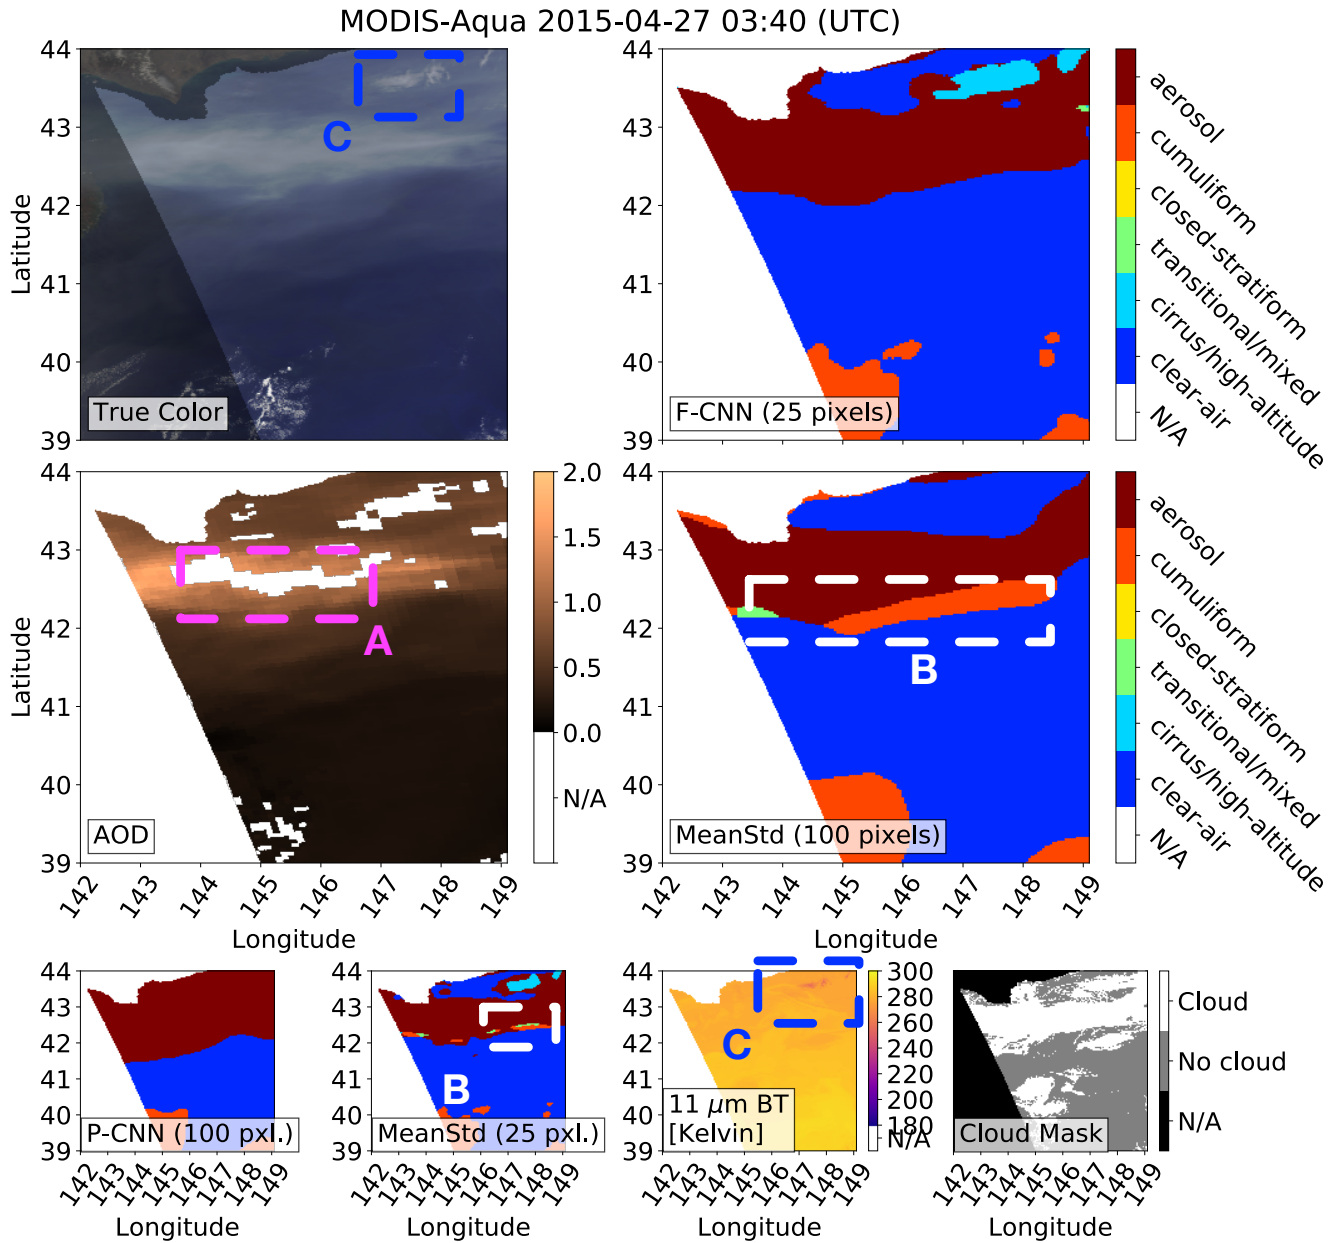 MODIS-Aqua 2015-04-27 03:40 (UTC)
44
43
42
41
40
39
Latitude
C
True Color
44
43
42
41
40
39
F-CNN (25 pixels)
aerosol
cumuliform
closed-stratiform
transitional/mixed
cirrus/high-altitude
clear-air
N/A
44
43
42
41
40
39
Latitude
A
AOD
142
143
144
145
146
147
148
149
Longitude
2.0
1.5
1.0
0.5
0.0
N/A
44
43
42
41
40
39
B
MeanStd (100 pixels)
142
143
144
145
146
147
148
149
Longitude
aerosol
cumuliform
closed-stratiform
transitional/mixed
cirrus/high-altitude
clear-air
N/A
44
43
42
41
40
39
P-CNN (100 pxl.)
142
143
144
145
146
147
148
149
Longitude
44
43
42
41
40
39
B
MeanStd (25 pxl.)
142
143
144
145
146
147
148
149
Longitude
44
43
42
41
40
39
C
11 μm BT
[Kelvin]
142
143
144
145
146
147
148
149
Longitude
300
280
260
240
220
200
180
N/A
44
43
42
41
40
39
Cloud Mask
142
143
144
145
146
147
148
149
Longitude
Cloud
No cloud
N/A